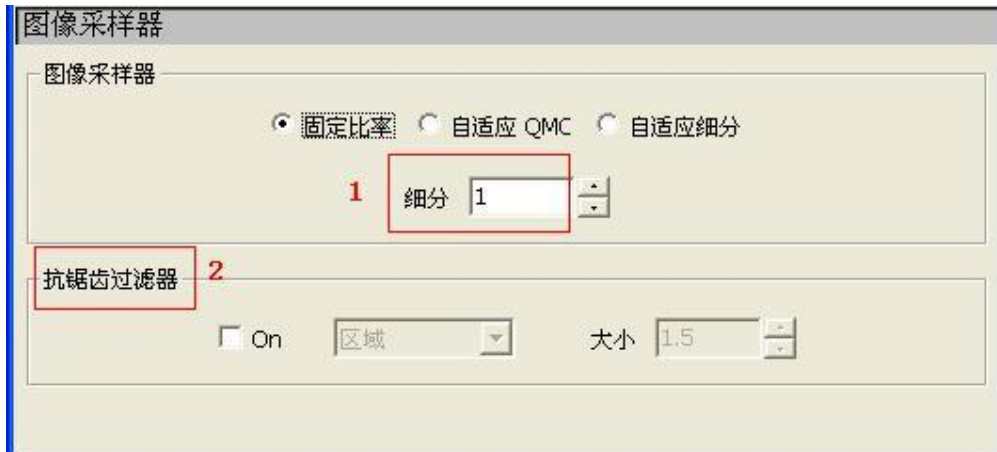 图像采样器
图像采样器
固定比率 自适应 QMC 自适应细分
1 细分 1
抗锯齿过滤器 2
On 区域 大小 1.5